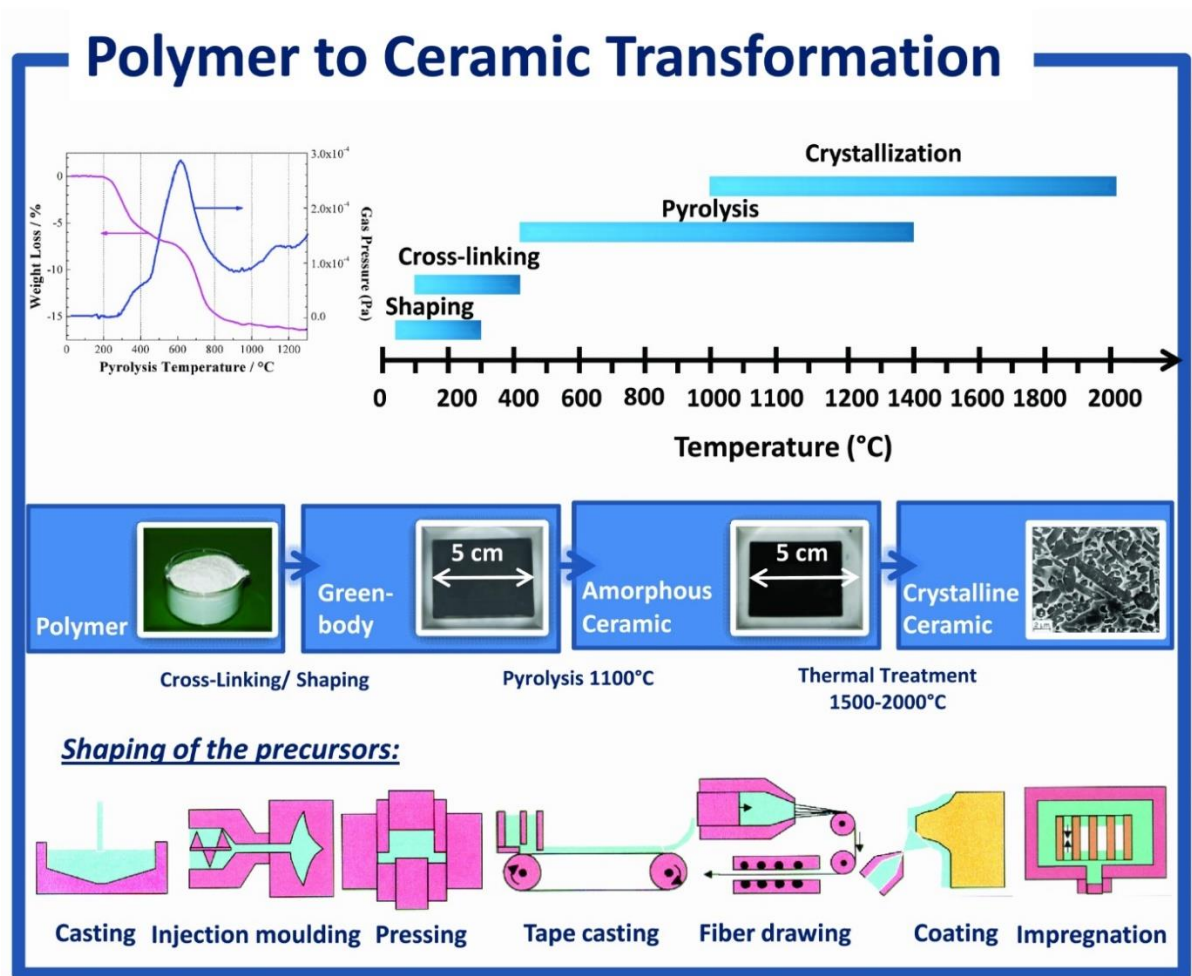 Polymer to Ceramic Transformation
Weight Loss / %
0
-5
-10
-15
0 200 400 600 800 1000 1200
Pyrolysis Temperature / °C
3.0x10⁻⁴
2.0x10⁻⁴
1.0x10⁻⁴
0.0
Gas Pressure (Pa)
Crystallization
Pyrolysis
Cross-linking
Shaping
0 200 400 600 800 1000 1100 1200 1400 1600 1800 2000
Temperature (°C)
Polymer
Green-
body
5 cm
Amorphous
Ceramic
5 cm
Crystalline
Ceramic
Cross-Linking/ Shaping
Pyrolysis 1100°C
Thermal Treatment
1500-2000°C
Shaping of the precursors:
Casting Injection moulding Pressing Tape casting Fiber drawing Coating Impregnation